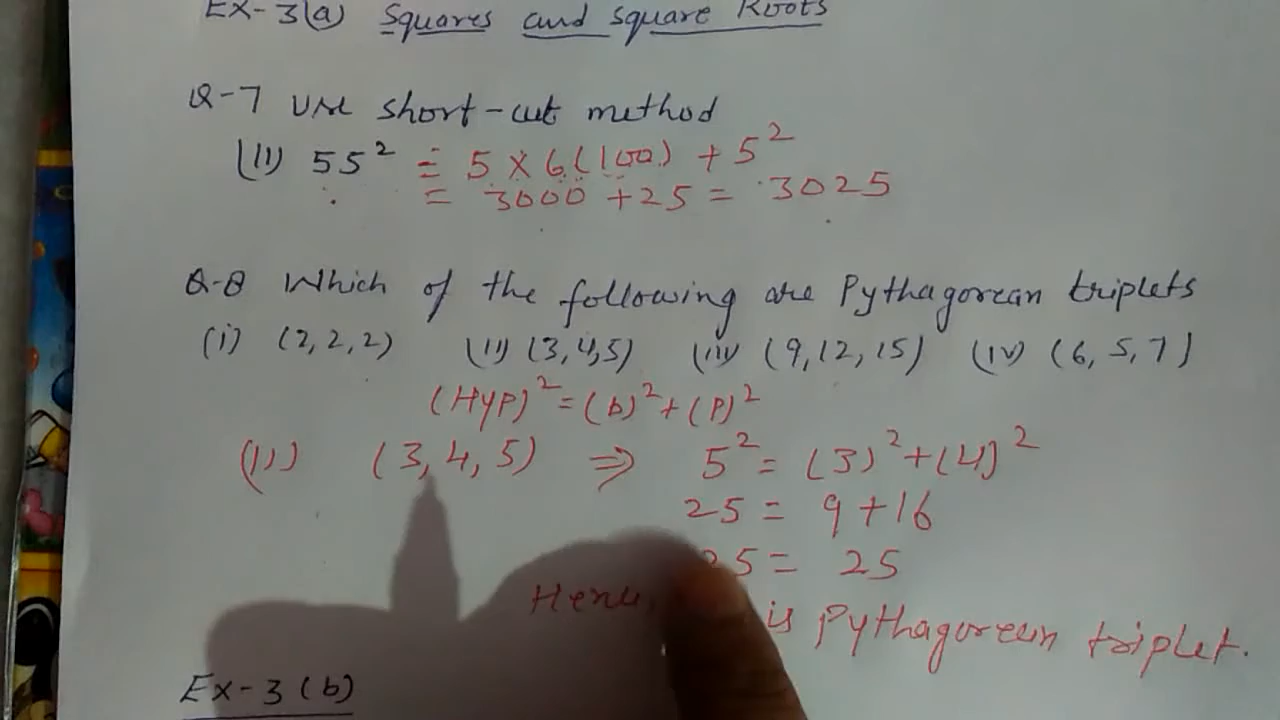 Ex-3(a) Squares and square Roots
Q-7 Use short-cut method
(II) 55² = 5 × 6(100) + 5²
= 3000 + 25 = 3025
Q-8 Which of the following are Pythagorean triplets
(i) (2,2,2) (II) (3,4,5) (III) (9,12,15) (IV) (6,5,7)
(Hyp)² = (b)² + (P)²
(II) (3,4,5) ⇒ 5² = (3)² + (4)²
25 = 9 + 16
25 = 25
Hence, is Pythagorean triplet.
Ex-3(b)